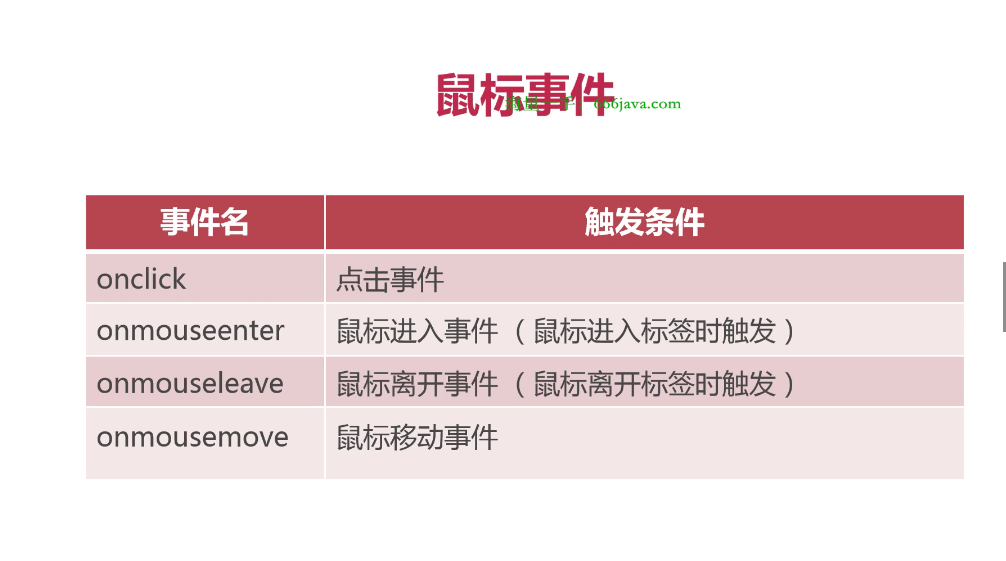 鼠标事件
666java.com
事件名 触发条件
onclick 点击事件
onmouseenter 鼠标进入事件（鼠标进入标签时触发）
onmouseleave 鼠标离开事件（鼠标离开标签时触发）
onmousemove 鼠标移动事件